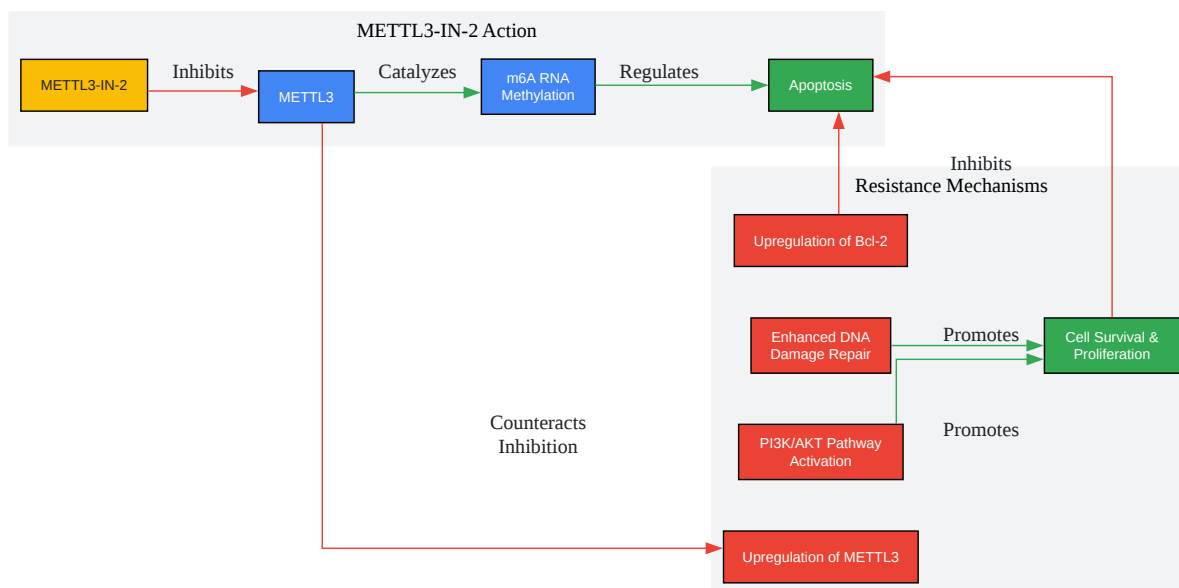 METTL3-IN-2 Action
METTL3-IN-2
Inhibits
METTL3
Catalyzes
m6A RNA
Methylation
Regulates
Apoptosis
Inhibits
Resistance Mechanisms
Upregulation of Bcl-2
Enhanced DNA
Damage Repair
Promotes
Cell Survival &
Proliferation
Counteracts
Inhibition
PI3K/AKT Pathway
Activation
Promotes
Upregulation of METTL3